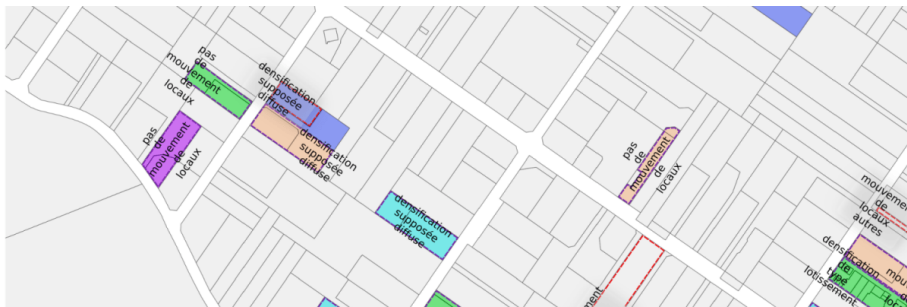 pas
de
mouvement
de
locaux
densification
supposée
diffuse
densification
supposée
diffuse
pas
de
mouvement
de
locaux
pas
de
mouvement
de
locaux
densification
supposée
diffuse
mouvement
de
locaux
autres
densification
de
type
lotissement